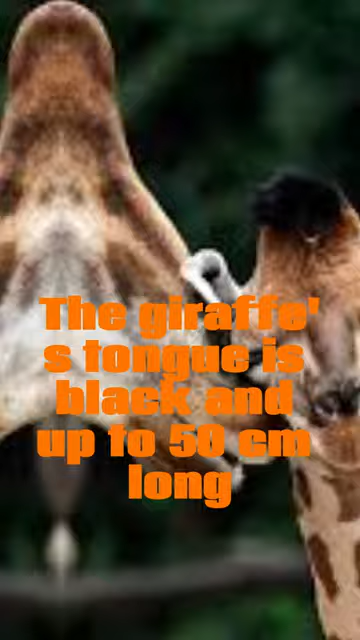 The giraffe'
s tongue is
black and
up to 50 cm
long